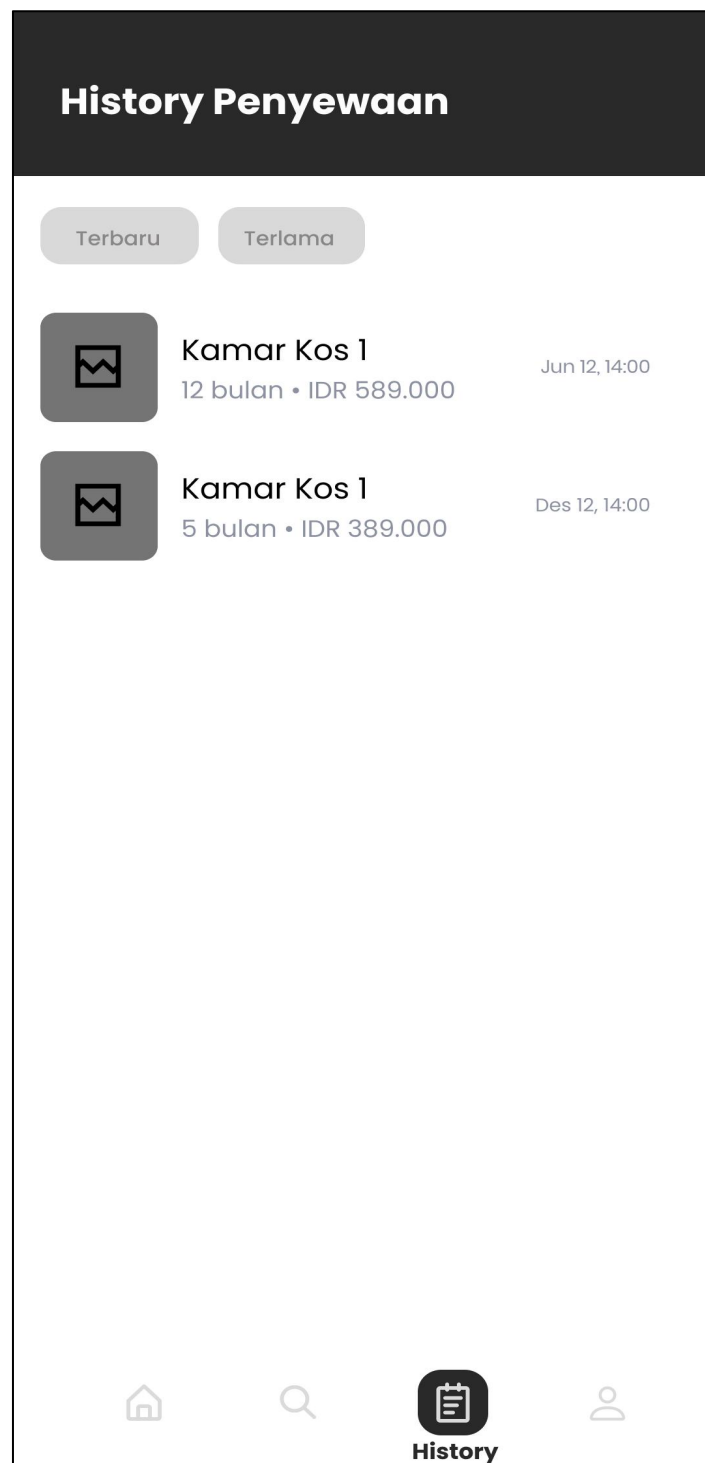 History Penyewaan
Terbaru Terlama
Kamar Kos 1
12 bulan • IDR 589.000
Jun 12, 14:00
Kamar Kos 1
5 bulan • IDR 389.000
Des 12, 14:00
History